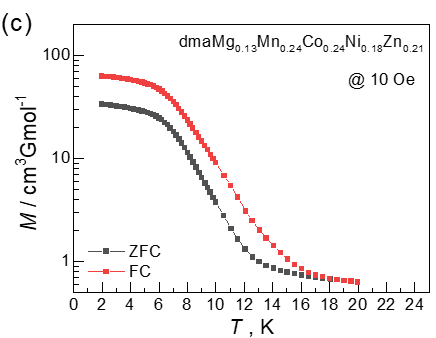 (c)
dmaMg0.13Mn0.24Co0.24Ni0.18Zn0.21
@ 10 Oe
100
10
1
M / cm³Gmol⁻¹
ZFC
FC
0 2 4 6 8 10 12 14 16 18 20 22 24
T , K